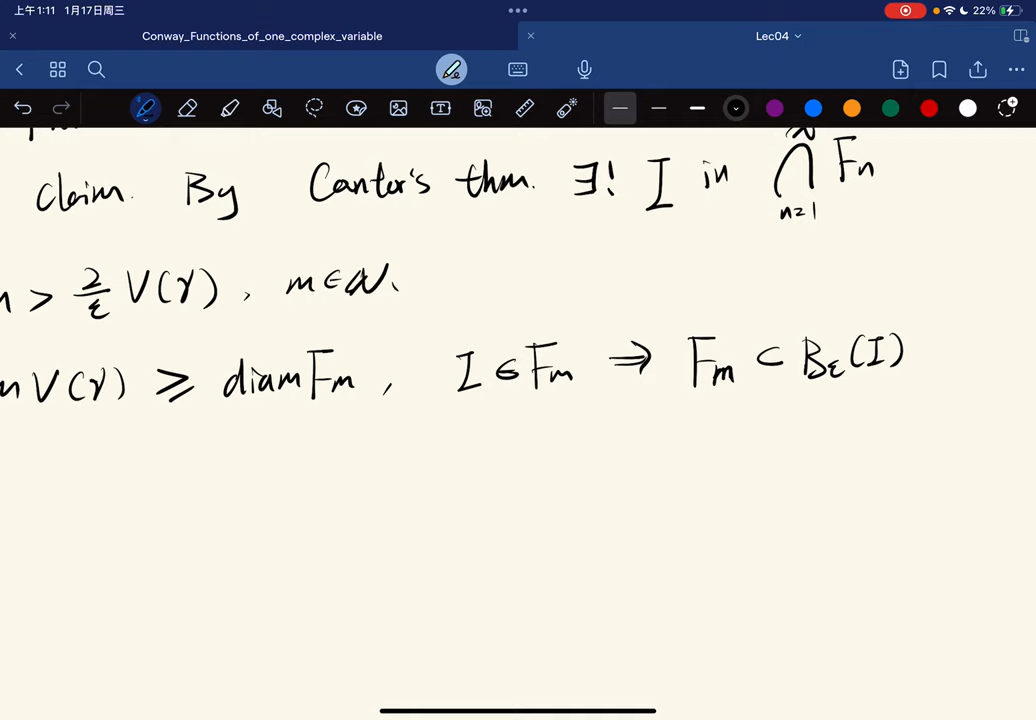 上午1:11 1月17日周三
22%
Conway_Functions_of_one_complex_variable
Lec04
claim. By Cantor's thm. ∃! I in ⋂_{n=1}^∞ Fn
> 2/ε V(γ), m∈ℕ.
V(γ) ≥ diam Fm, I ∈ Fm ⇒ Fm ⊂ Bε(I)